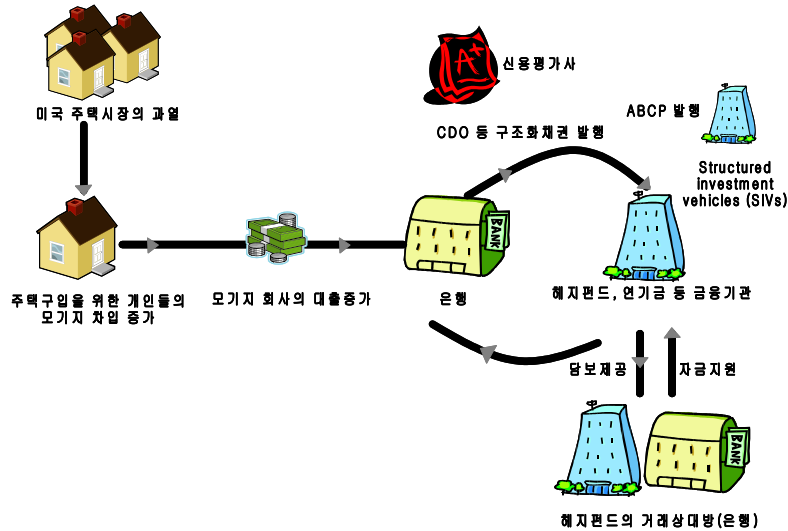 신용평가사
미국 주택시장의 과열
CDO 등 구조화채권 발행
ABCP 발행
Structured
investment
vehicles (SIVs)
BANK
주택구입을 위한 개인들의
모기지 차입 증가
모기지 회사의 대출증가
은행
헤지펀드, 연기금 등 금융기관
담보제공
자금지원
BANK
헤지펀드의 거래상대방(은행)
A+